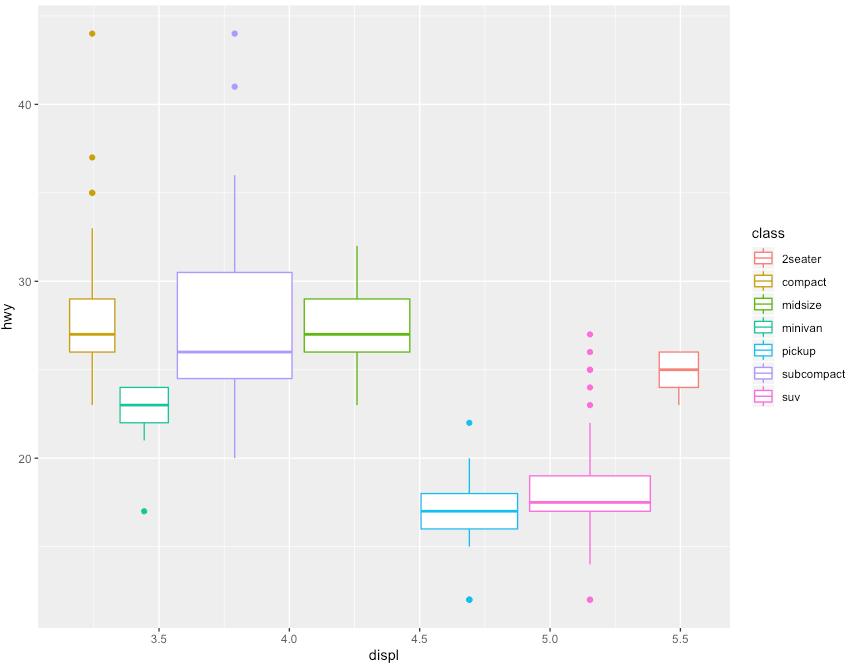 40
30
20
hwy
3.5 4.0 4.5 5.0 5.5
displ
class
2seater
compact
midsize
minivan
pickup
subcompact
suv